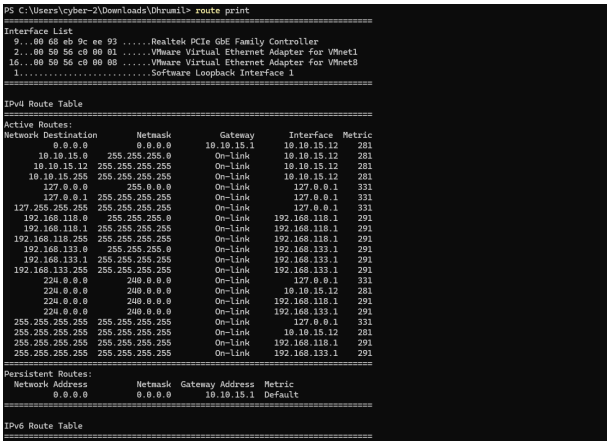 PS C:\Users\cyber-2\Downloads\Dhrumil> route print
===========================================================================
Interface List
  9...00 68 eb 9c ee 93 ......Realtek PCIe GbE Family Controller
  2...00 50 56 c0 00 01 ......VMware Virtual Ethernet Adapter for VMnet1
 16...00 50 56 c0 00 08 ......VMware Virtual Ethernet Adapter for VMnet8
  1...........................Software Loopback Interface 1
===========================================================================

IPv4 Route Table
===========================================================================
Active Routes:
Network Destination        Netmask          Gateway       Interface  Metric
          0.0.0.0          0.0.0.0       10.10.15.1      10.10.15.12    281
       10.10.15.0    255.255.255.0         On-link       10.10.15.12    281
      10.10.15.12  255.255.255.255         On-link       10.10.15.12    281
     10.10.15.255  255.255.255.255         On-link       10.10.15.12    281
        127.0.0.0        255.0.0.0         On-link         127.0.0.1    331
        127.0.0.1  255.255.255.255         On-link         127.0.0.1    331
  127.255.255.255  255.255.255.255         On-link         127.0.0.1    331
    192.168.118.0    255.255.255.0         On-link     192.168.118.1    291
    192.168.118.1  255.255.255.255         On-link     192.168.118.1    291
  192.168.118.255  255.255.255.255         On-link     192.168.118.1    291
    192.168.133.0    255.255.255.0         On-link     192.168.133.1    291
    192.168.133.1  255.255.255.255         On-link     192.168.133.1    291
  192.168.133.255  255.255.255.255         On-link     192.168.133.1    291
        224.0.0.0        240.0.0.0         On-link         127.0.0.1    331
        224.0.0.0        240.0.0.0         On-link       10.10.15.12    281
        224.0.0.0        240.0.0.0         On-link     192.168.118.1    291
        224.0.0.0        240.0.0.0         On-link     192.168.133.1    291
  255.255.255.255  255.255.255.255         On-link         127.0.0.1    331
  255.255.255.255  255.255.255.255         On-link       10.10.15.12    281
  255.255.255.255  255.255.255.255         On-link     192.168.118.1    291
  255.255.255.255  255.255.255.255         On-link     192.168.133.1    291
===========================================================================
Persistent Routes:
  Network Address          Netmask  Gateway Address  Metric
          0.0.0.0          0.0.0.0       10.10.15.1  Default
===========================================================================

IPv6 Route Table
===========================================================================